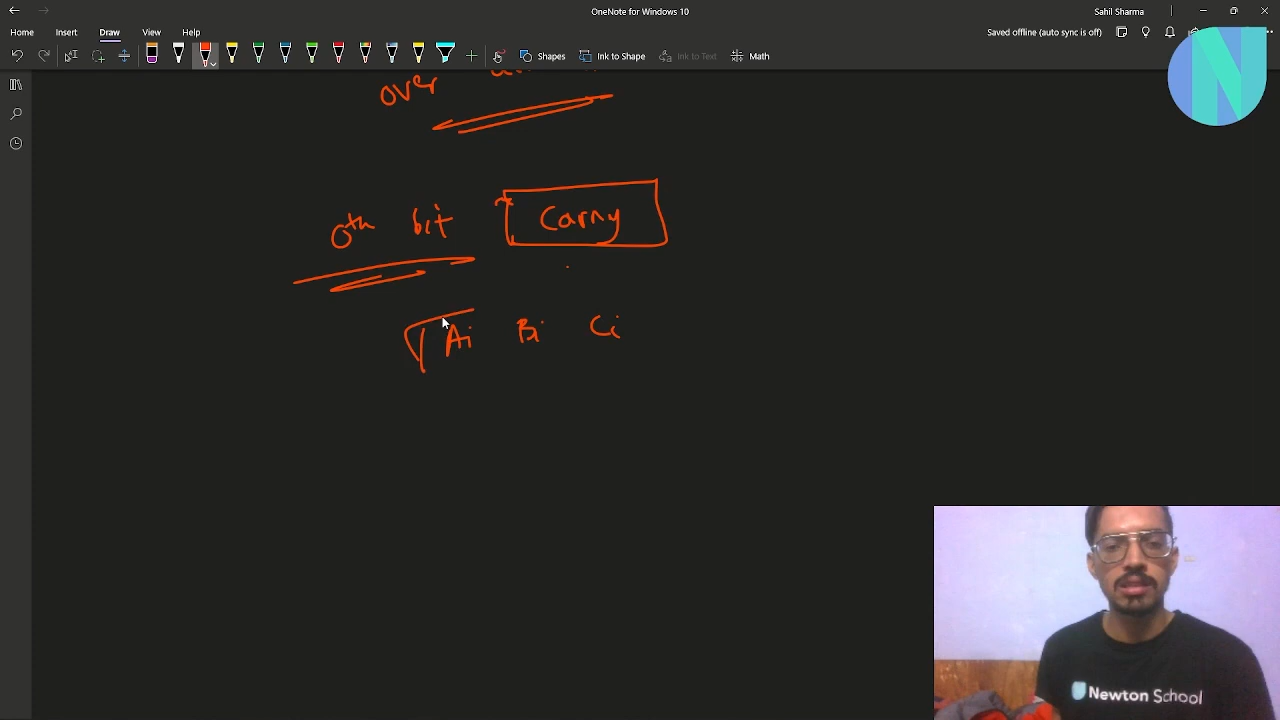 OneNote for Windows 10
Sahil Sharma
Home Insert Draw View Help
Saved offline (auto sync is off)
Shapes Ink to Shape Ink to Text Math
over
0th bit Carry
Ai Bi Ci
Newton School